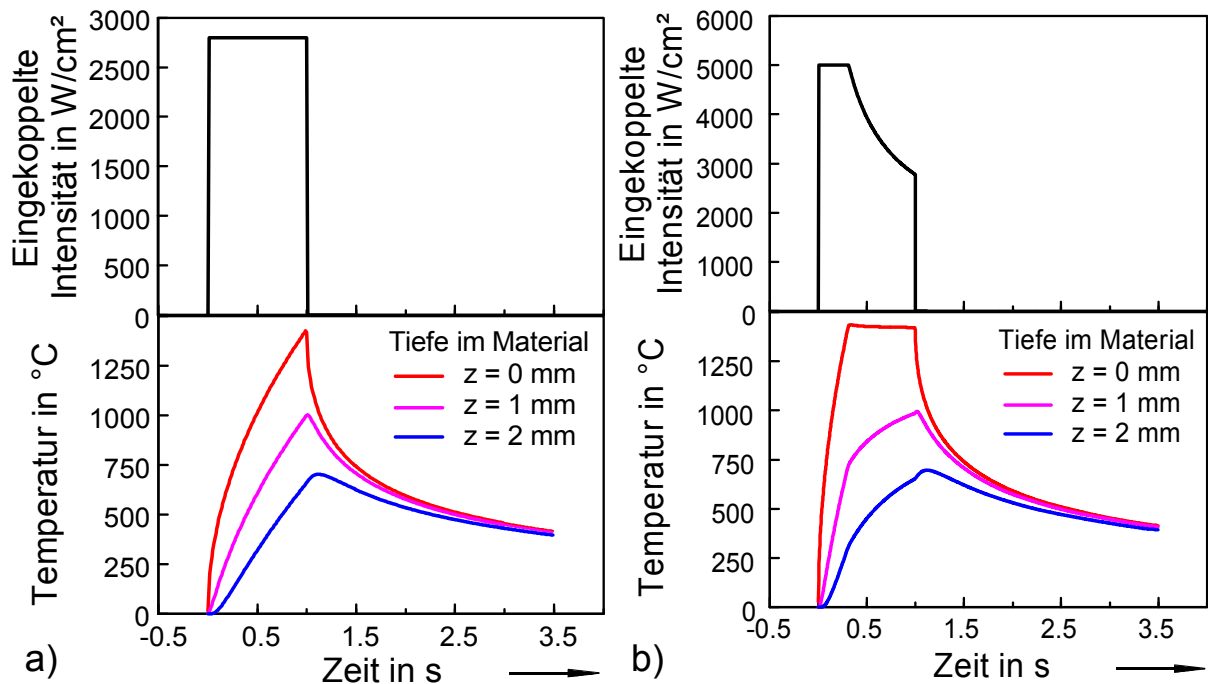 Eingekoppelte
Intensität in W/cm²
3000
2500
2000
1500
1000
500
0
Temperatur in °C
1250
1000
750
500
250
0
Tiefe im Material
z = 0 mm
z = 1 mm
z = 2 mm
-0.5 0.5 1.5 2.5 3.5
a)
Zeit in s
Eingekoppelte
Intensität in W/cm²
6000
5000
4000
3000
2000
1000
0
Temperatur in °C
1250
1000
750
500
250
0
Tiefe im Material
z = 0 mm
z = 1 mm
z = 2 mm
-0.5 0.5 1.5 2.5 3.5
b)
Zeit in s